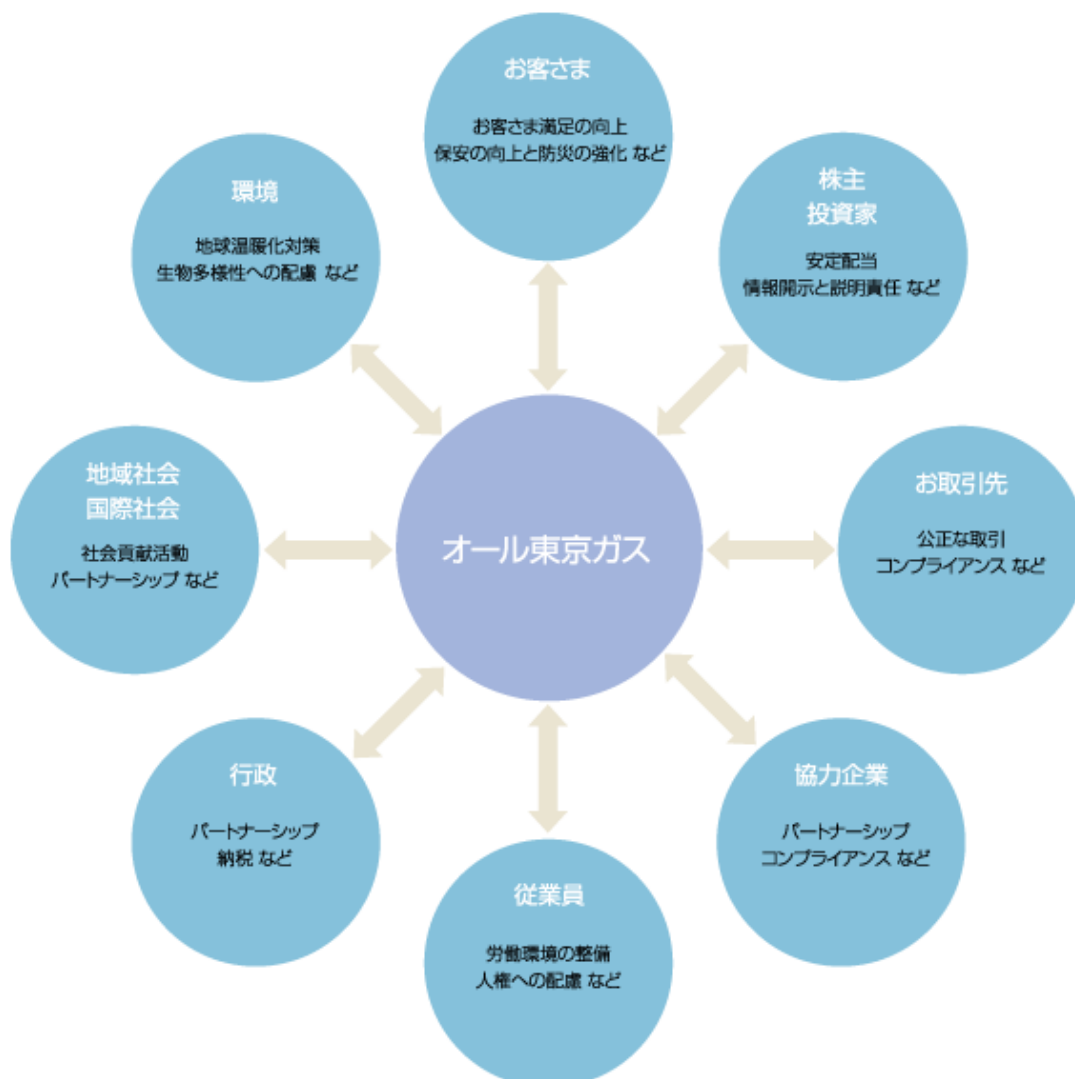 お客さま
お客さま満足の向上
保安の向上と防災の強化 など
株主
投資家
安定配当
情報開示と説明責任 など
お取引先
公正な取引
コンプライアンス など
協力企業
パートナーシップ
コンプライアンス など
従業員
労働環境の整備
人権への配慮 など
行政
パートナーシップ
納税 など
地域社会
国際社会
社会貢献活動
パートナーシップ など
環境
地球温暖化対策
生物多様性への配慮 など
オール東京ガス